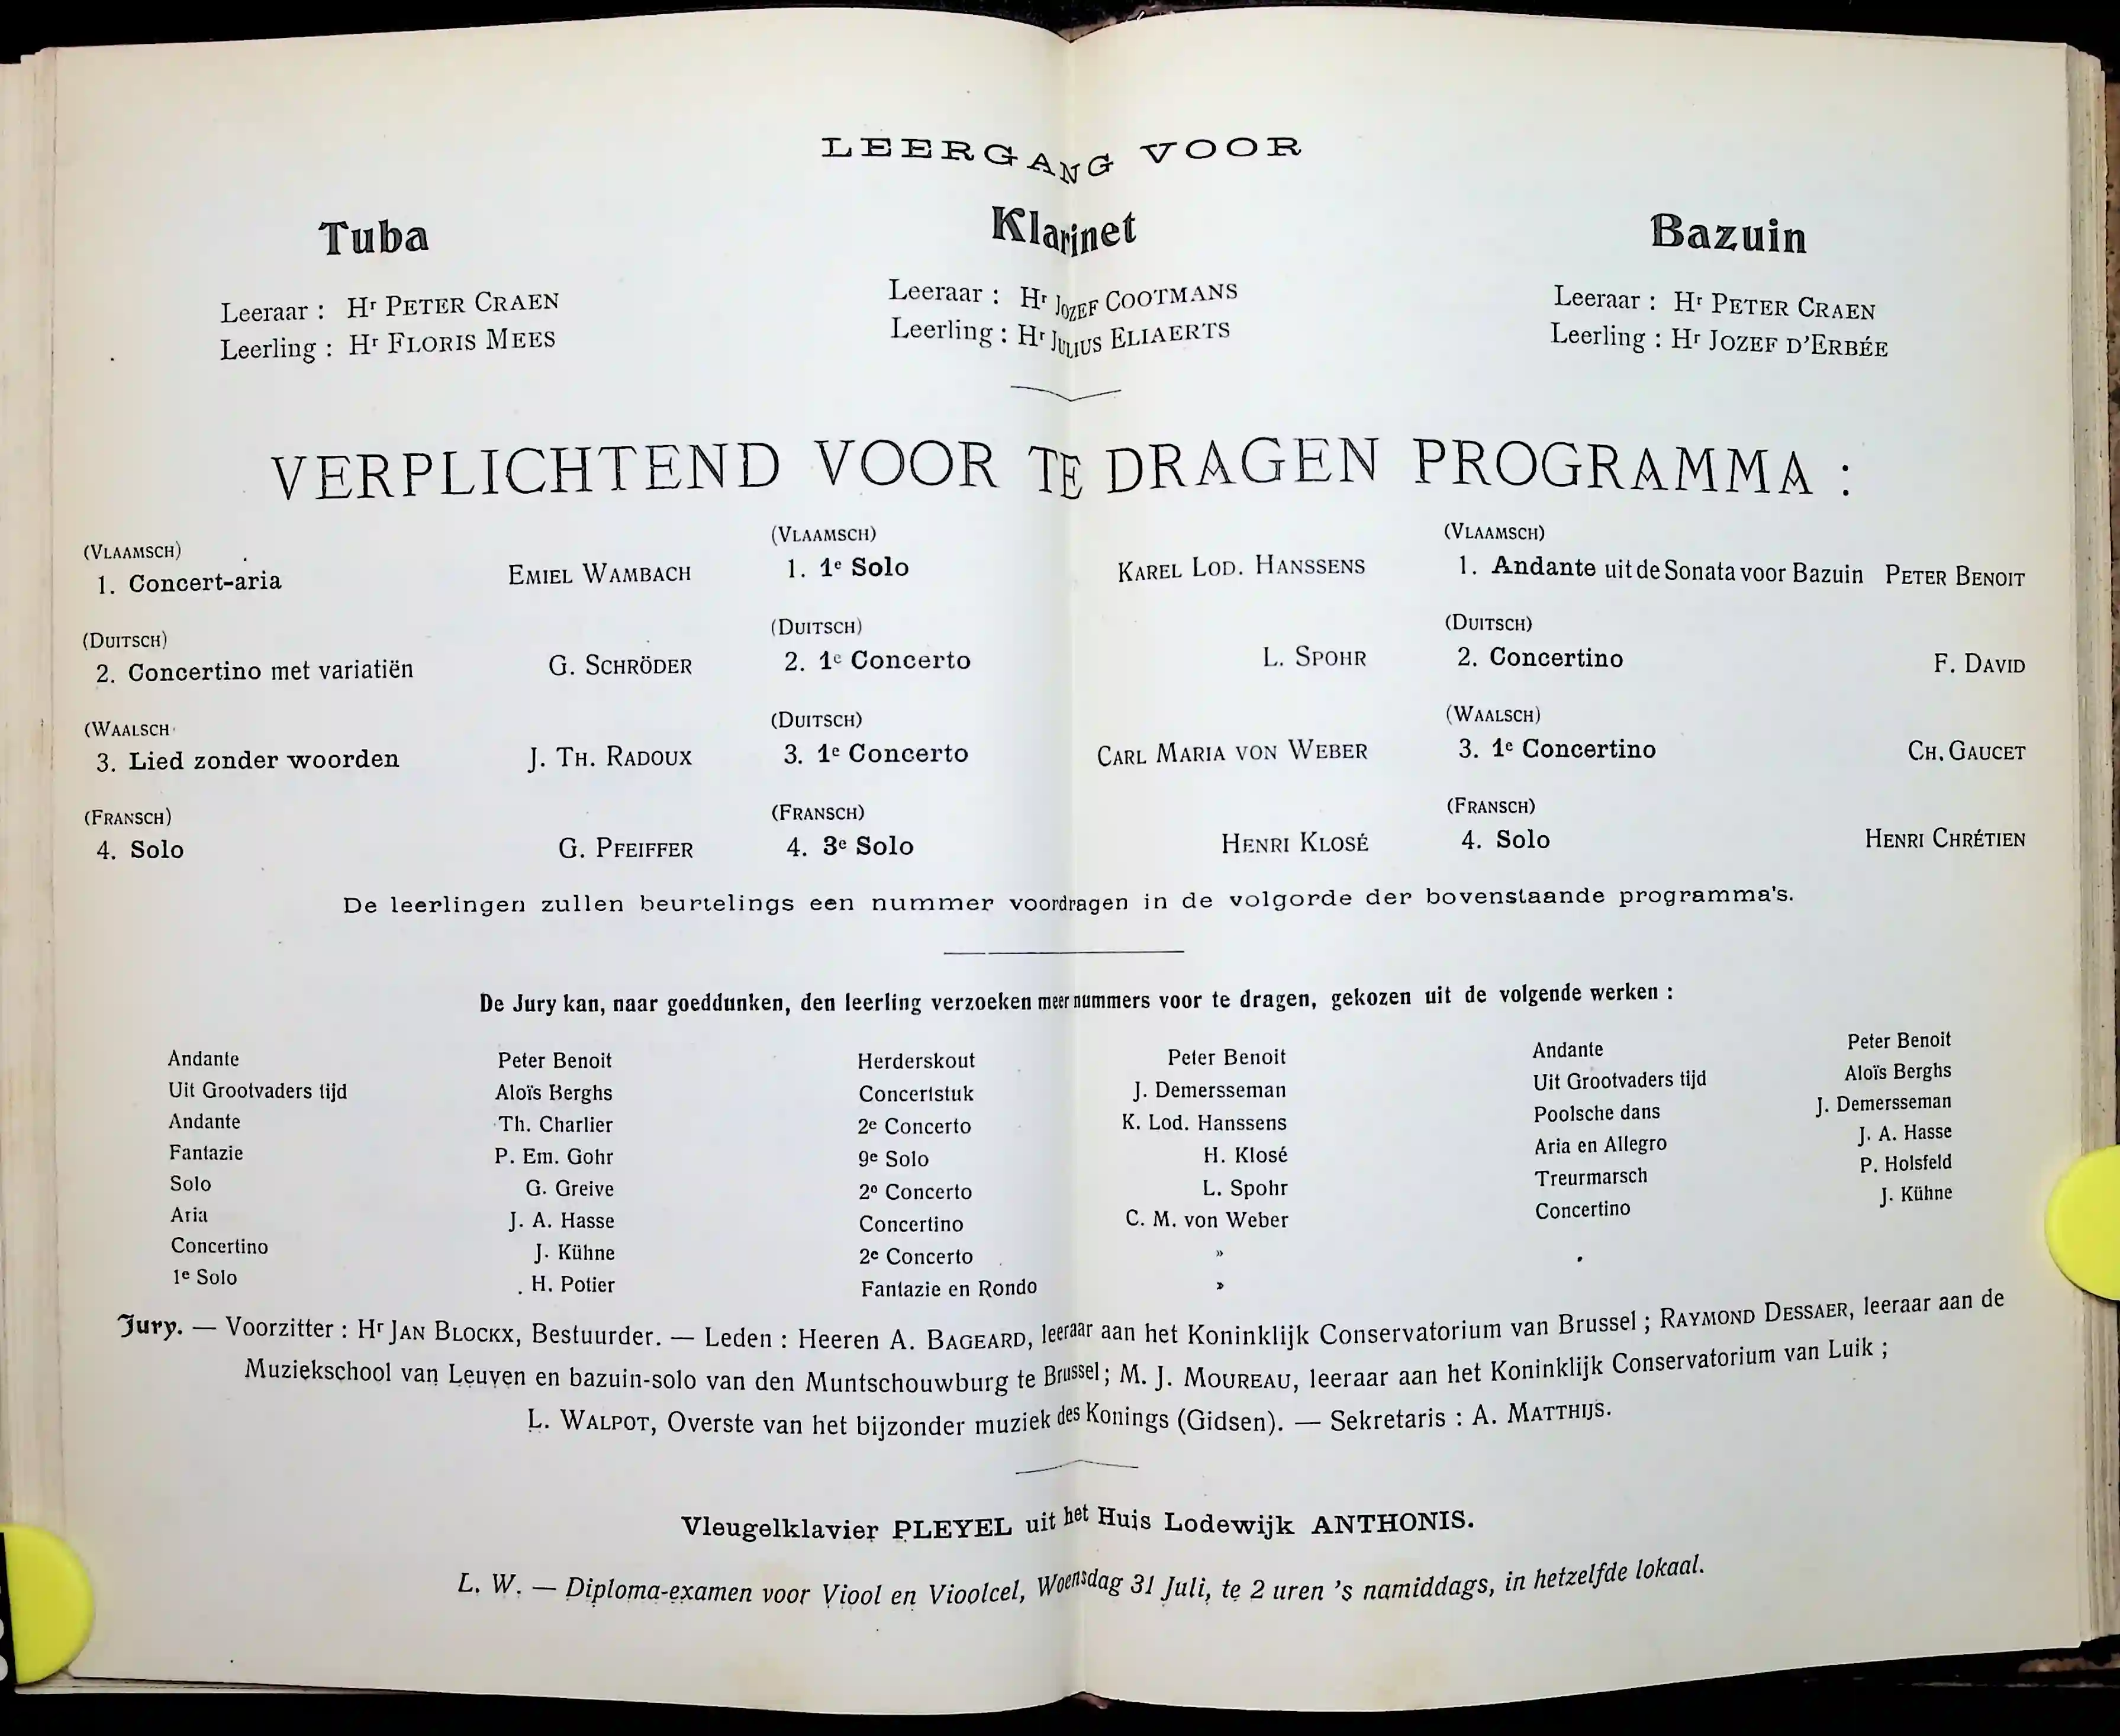 LEERGANG VOOR
Tuba
Leeraar : Hr PETER CRAEN
Leerling : Hr FLORIS MEES
Klarinet
Leeraar : Hr JOZEF COOTMANS
Leerling : Hr JULIUS ELIAERTS
Bazuin
Leeraar : Hr PETER CRAEN
Leerling : Hr JOZEF D'ERBÉE
VERPLICHTEND VOOR TE DRAGEN PROGRAMMA :
(VLAAMSCH)
1. Concert-aria EMIEL WAMBACH
(DUITSCH)
2. Concertino met variatiën G. SCHRÖDER
(WAALSCH
3. Lied zonder woorden J. TH. RADOUX
(FRANSCH)
4. Solo G. PFEIFFER
(VLAAMSCH)
1. 1e Solo KAREL LOD. HANSSENS
(DUITSCH)
2. 1e Concerto L. SPOHR
(DUITSCH)
3. 1e Concerto CARL MARIA VON WEBER
(FRANSCH)
4. 3e Solo HENRI KLOSÉ
(VLAAMSCH)
1. Andante uit de Sonata voor Bazuin PETER BENOIT
(DUITSCH)
2. Concertino F. DAVID
(WAALSCH)
3. 1e Concertino CH. GAUCET
(FRANSCH)
4. Solo HENRI CHRÉTIEN
De leerlingen zullen beurtelings een nummer voordragen in de volgorde der bovenstaande programma's.
De Jury kan, naar goeddunken, den leerling verzoeken meer nummers voor te dragen, gekozen uit de volgende werken :
Andante Peter Benoit
Uit Grootvaders tijd Aloïs Berghs
Andante Th. Charlier
Fantazie P. Em. Gohr
Solo G. Greive
Aria J. A. Hasse
Concertino J. Kühne
1e Solo H. Potier
Herderskout Peter Benoit
Concertstuk J. Demersseman
2e Concerto K. Lod. Hanssens
9e Solo H. Klosé
2e Concerto L. Spohr
Concertino C. M. von Weber
2e Concerto »
Fantazie en Rondo »
Andante Peter Benoit
Uit Grootvaders tijd Aloïs Berghs
Poolsche dans J. Demersseman
Aria en Allegro J. A. Hasse
Treurmarsch P. Holsfeld
Concertino J. Kühne
Jury. — Voorzitter : Hr JAN BLOCKX, Bestuurder. — Leden : Heeren A. BAGEARD, leeraar aan het Koninklijk Conservatorium van Brussel ; RAYMOND DESSAER, leeraar aan de
Muziekschool van Leuven en bazuin-solo van den Muntschouwburg te Brussel ; M. J. MOUREAU, leeraar aan het Koninklijk Conservatorium van Luik ;
L. WALPOT, Overste van het bijzonder muziek des Konings (Gidsen). — Sekretaris : A. MATTHIJS.
Vleugelklavier PLEYEL uit het Huis Lodewijk ANTHONIS.
L. W. — Diploma-examen voor Viool en Vioolcel, Woensdag 31 Juli, te 2 uren 's namiddags, in hetzelfde lokaal.